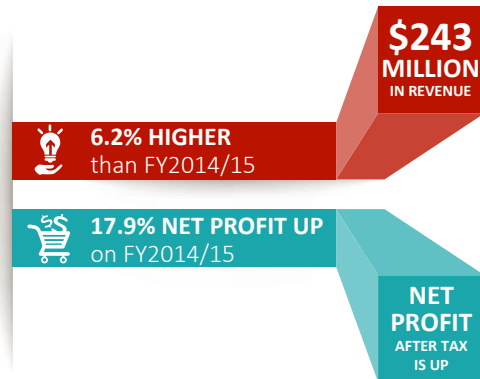 $243
MILLION
IN REVENUE
6.2% HIGHER
than FY2014/15
17.9% NET PROFIT UP
on FY2014/15
NET
PROFIT
AFTER TAX
IS UP